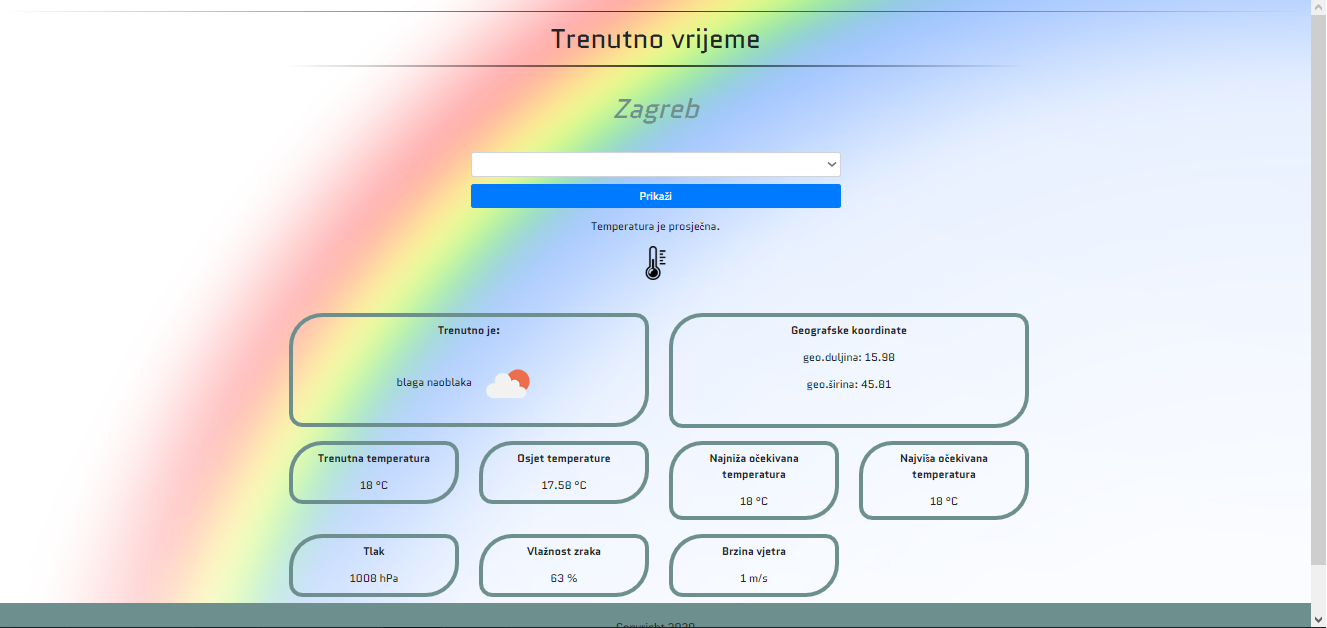 Trenutno vrijeme
Zagreb
Prikaži
Temperatura je prosječna.
Trenutno je:
blaga naoblaka
Geografske koordinate
geo.duljina: 15.98
geo.širina: 45.81
Trenutna temperatura
18 °C
Osjet temperature
17.58 °C
Najniža očekivana
temperatura
18 °C
Najviša očekivana
temperatura
18 °C
Tlak
1008 hPa
Vlažnost zraka
63 %
Brzina vjetra
1 m/s
Copyright 2020